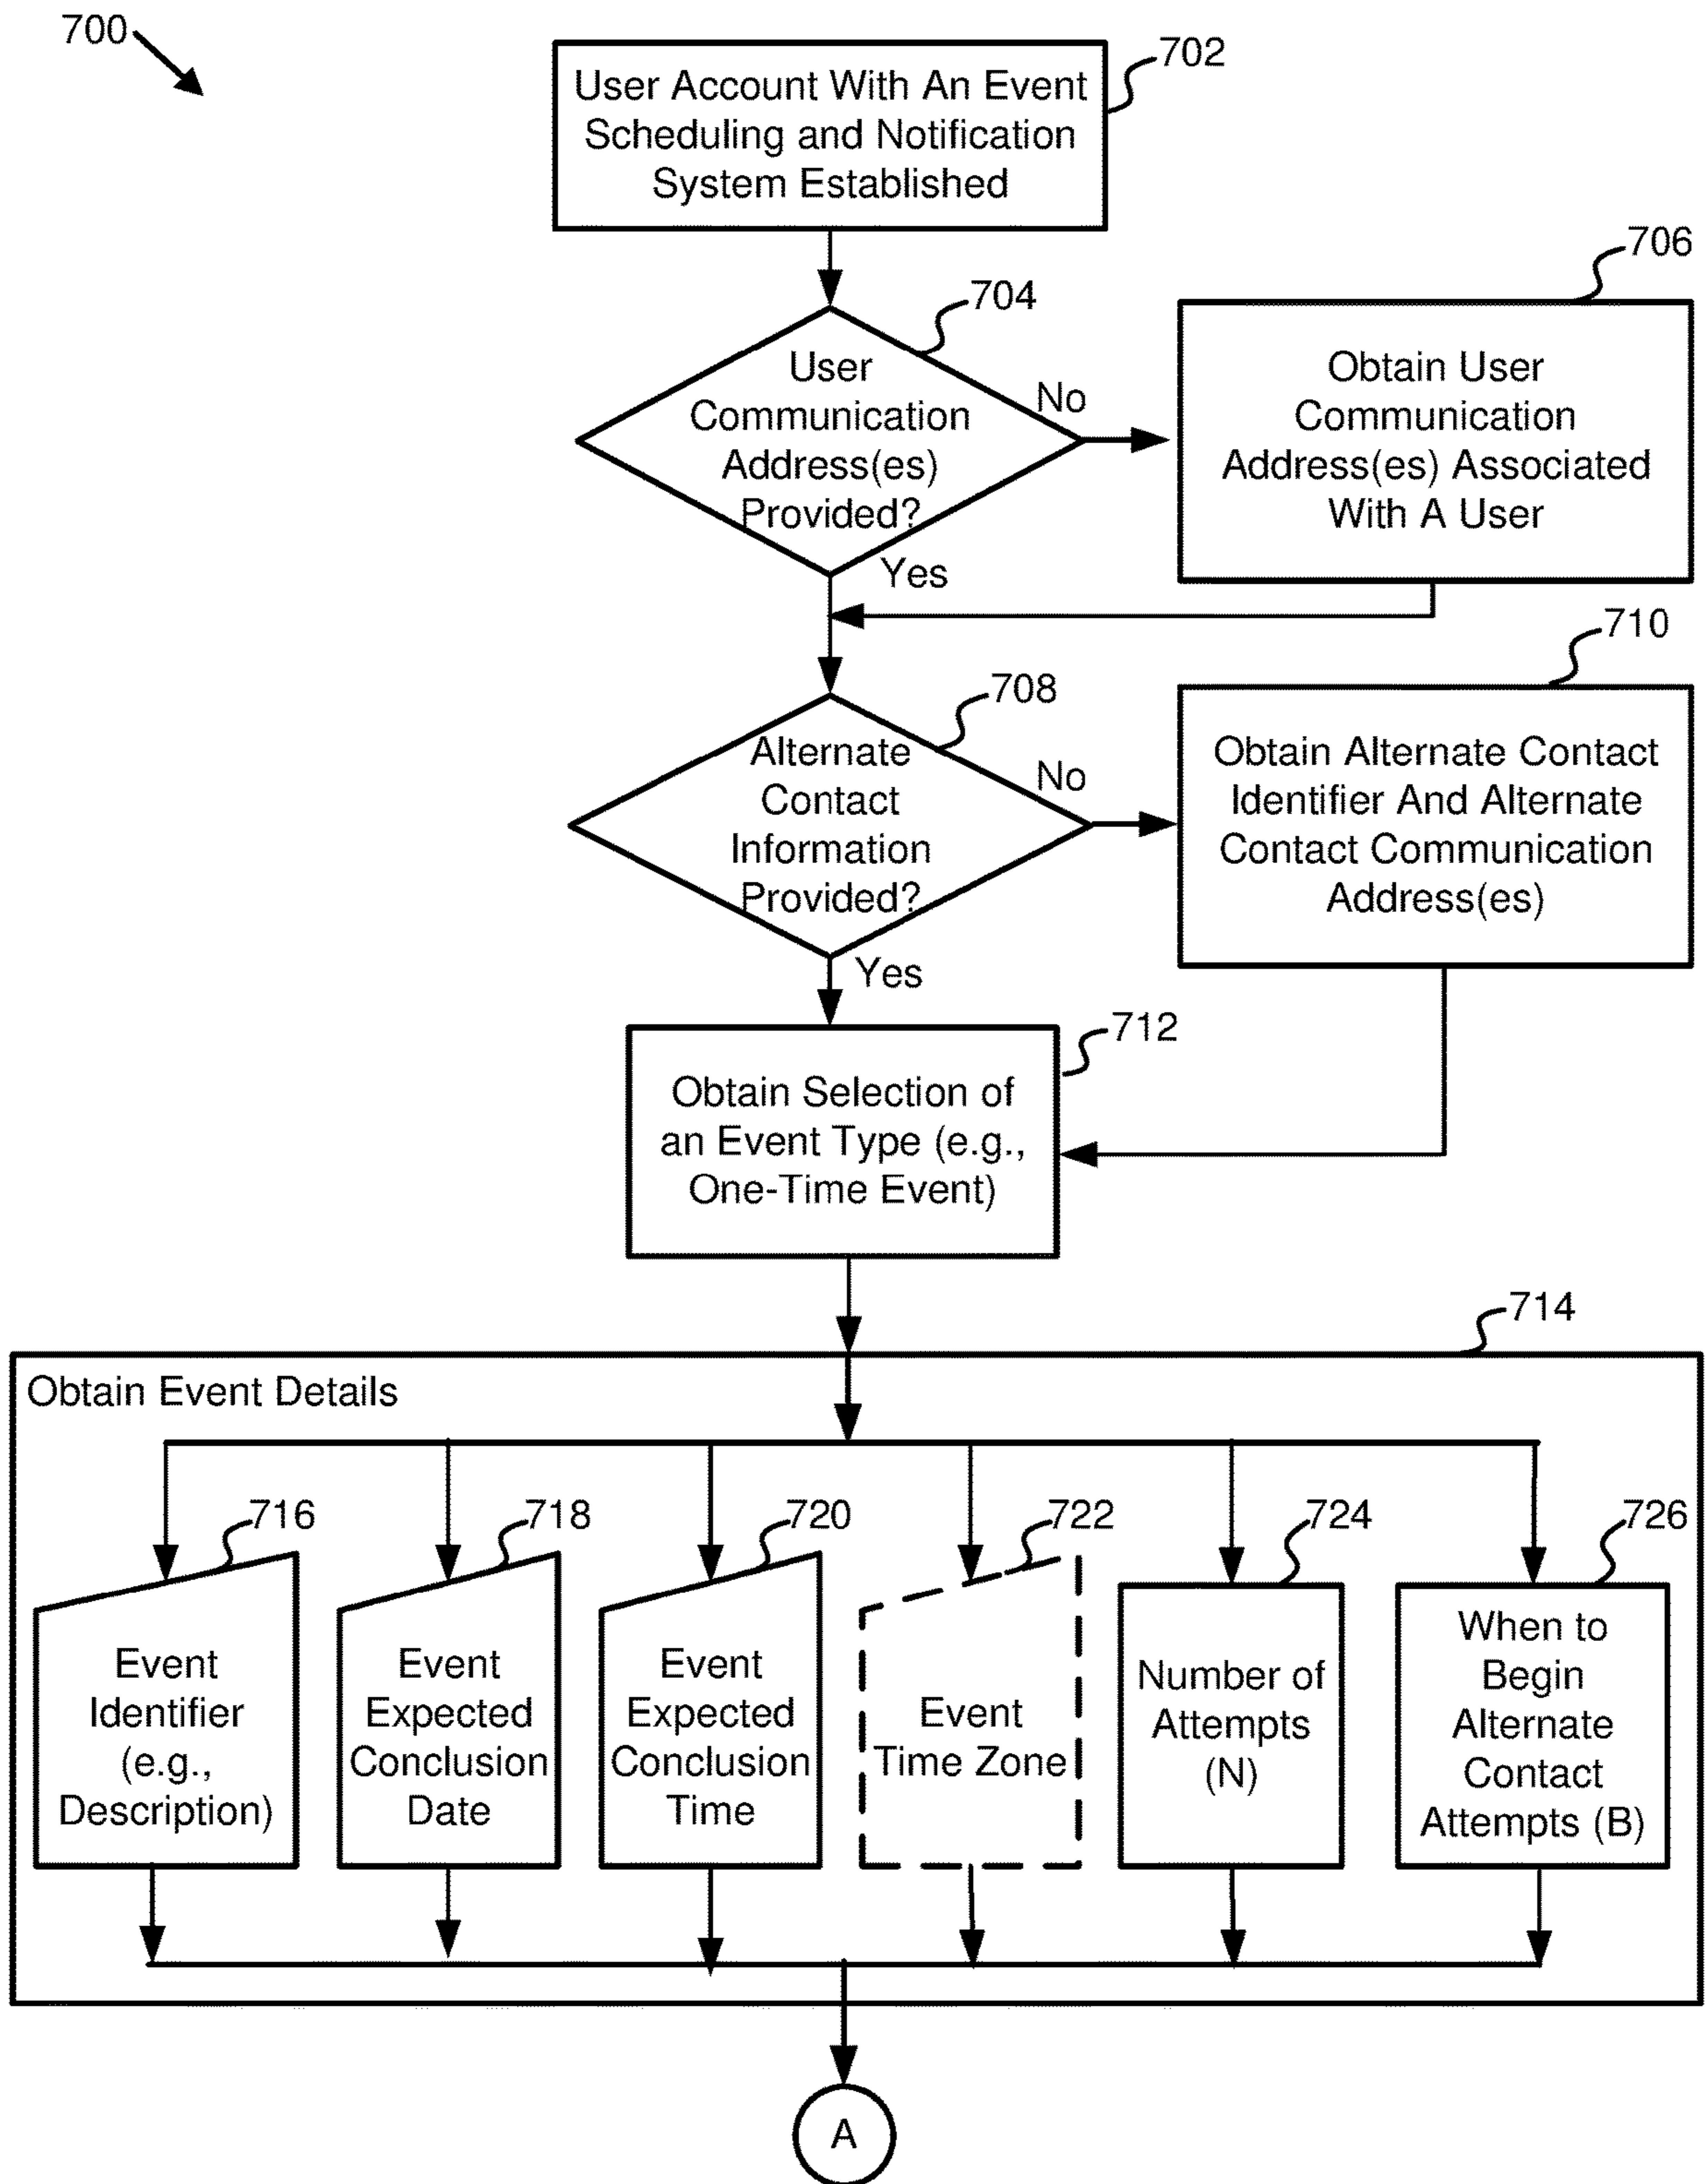 700
702
User Account With An Event
Scheduling and Notification
System Established
704
User
Communication
Address(es)
Provided?
No
Yes
706
Obtain User
Communication
Address(es) Associated
With A User
708
Alternate
Contact
Information
Provided?
No
Yes
710
Obtain Alternate Contact
Identifier And Alternate
Contact Communication
Address(es)
712
Obtain Selection of
an Event Type (e.g.,
One-Time Event)
714
Obtain Event Details
716
Event
Identifier
(e.g.,
Description)
718
Event
Expected
Conclusion
Date
720
Event
Expected
Conclusion
Time
722
Event
Time Zone
724
Number of
Attempts
(N)
726
When to
Begin
Alternate
Contact
Attempts (B)
A